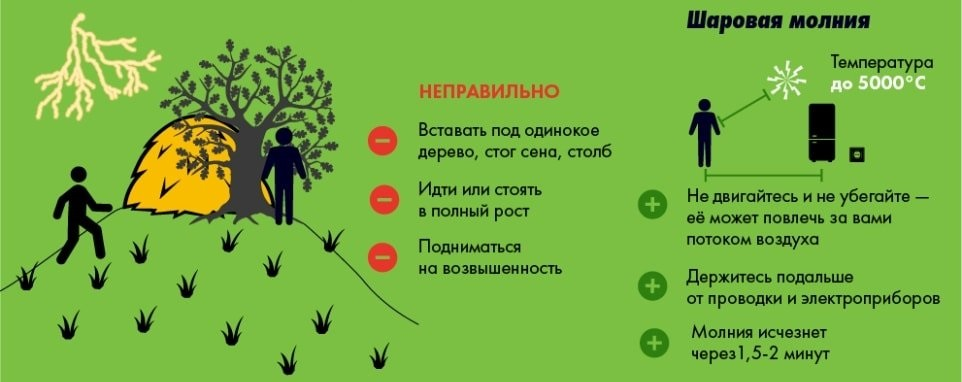 НЕПРАВИЛЬНО
Вставать под одинокое
дерево, стог сена, столб
Идти или стоять
в полный рост
Подниматься
на возвышенность
Шаровая молния
Температура
до 5000°С
Не двигайтесь и не убегайте —
её может повлечь за вами
потоком воздуха
Держитесь подальше
от проводки и электроприборов
Молния исчезнет
через1,5-2 минут